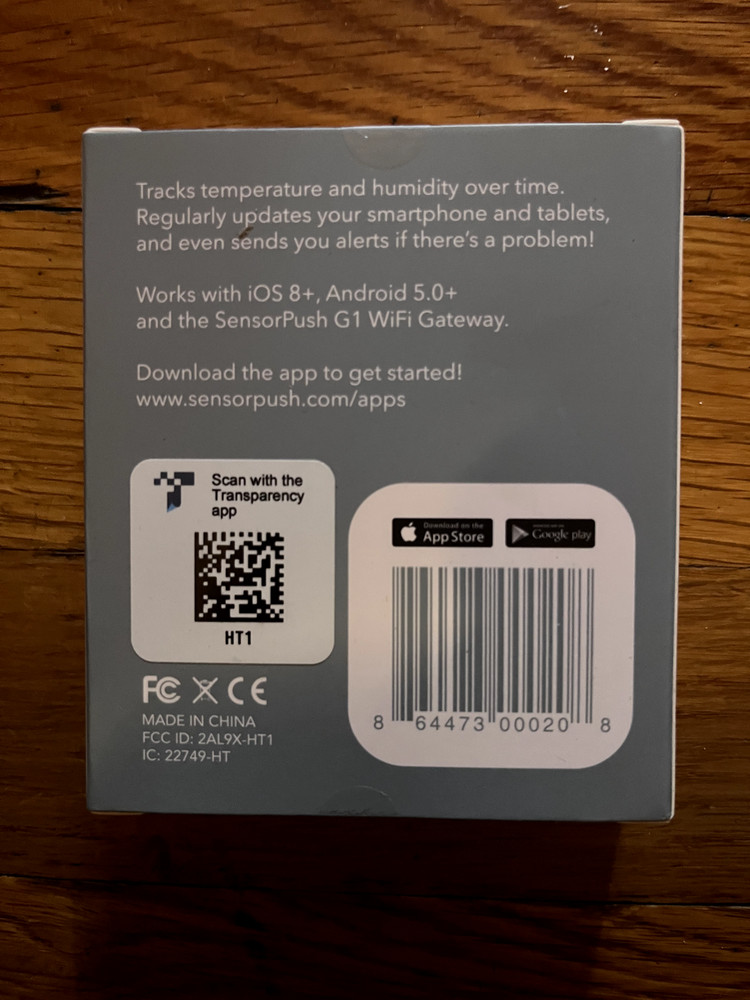 Tracks temperature and humidity over time.
Regularly updates your smartphone and tablets,
and even sends you alerts if there's a problem!
Works with iOS 8+, Android 5.0+
and the SensorPush G1 WiFi Gateway.
Download the app to get started!
www.sensorpush.com/apps
Scan with the
Transparency
app
HT1
Download on the
App Store
Google play
8 64473 00020 8
FC CE
MADE IN CHINA
FCC ID: 2AL9X-HT1
IC: 22749-HT